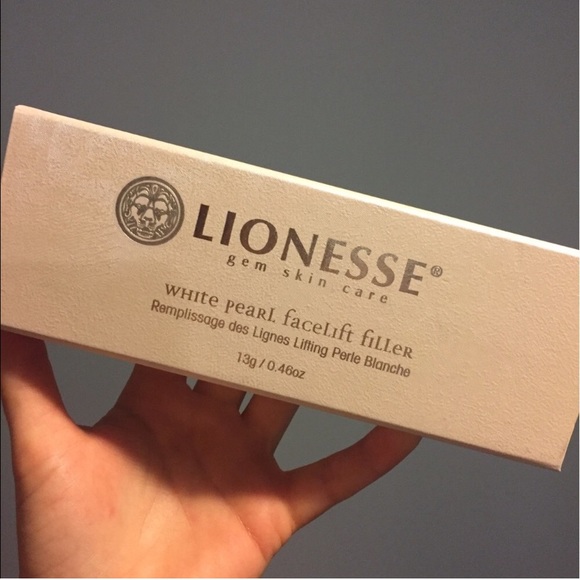 LIONESSE®
gem skin care
wHite peaRL faceLift fiLLeR
Remplissage des Lignes Lifting Perle Blanche
13g / 0.46oz